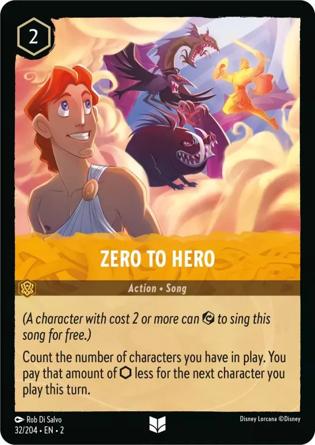 2
ZERO TO HERO
Action • Song
(A character with cost 2 or more can to sing this
song for free.)
Count the number of characters you have in play. You
pay that amount of less for the next character you
play this turn.
Rob Di Salvo
32/204 • EN • 2
Disney Lorcana ©Disney